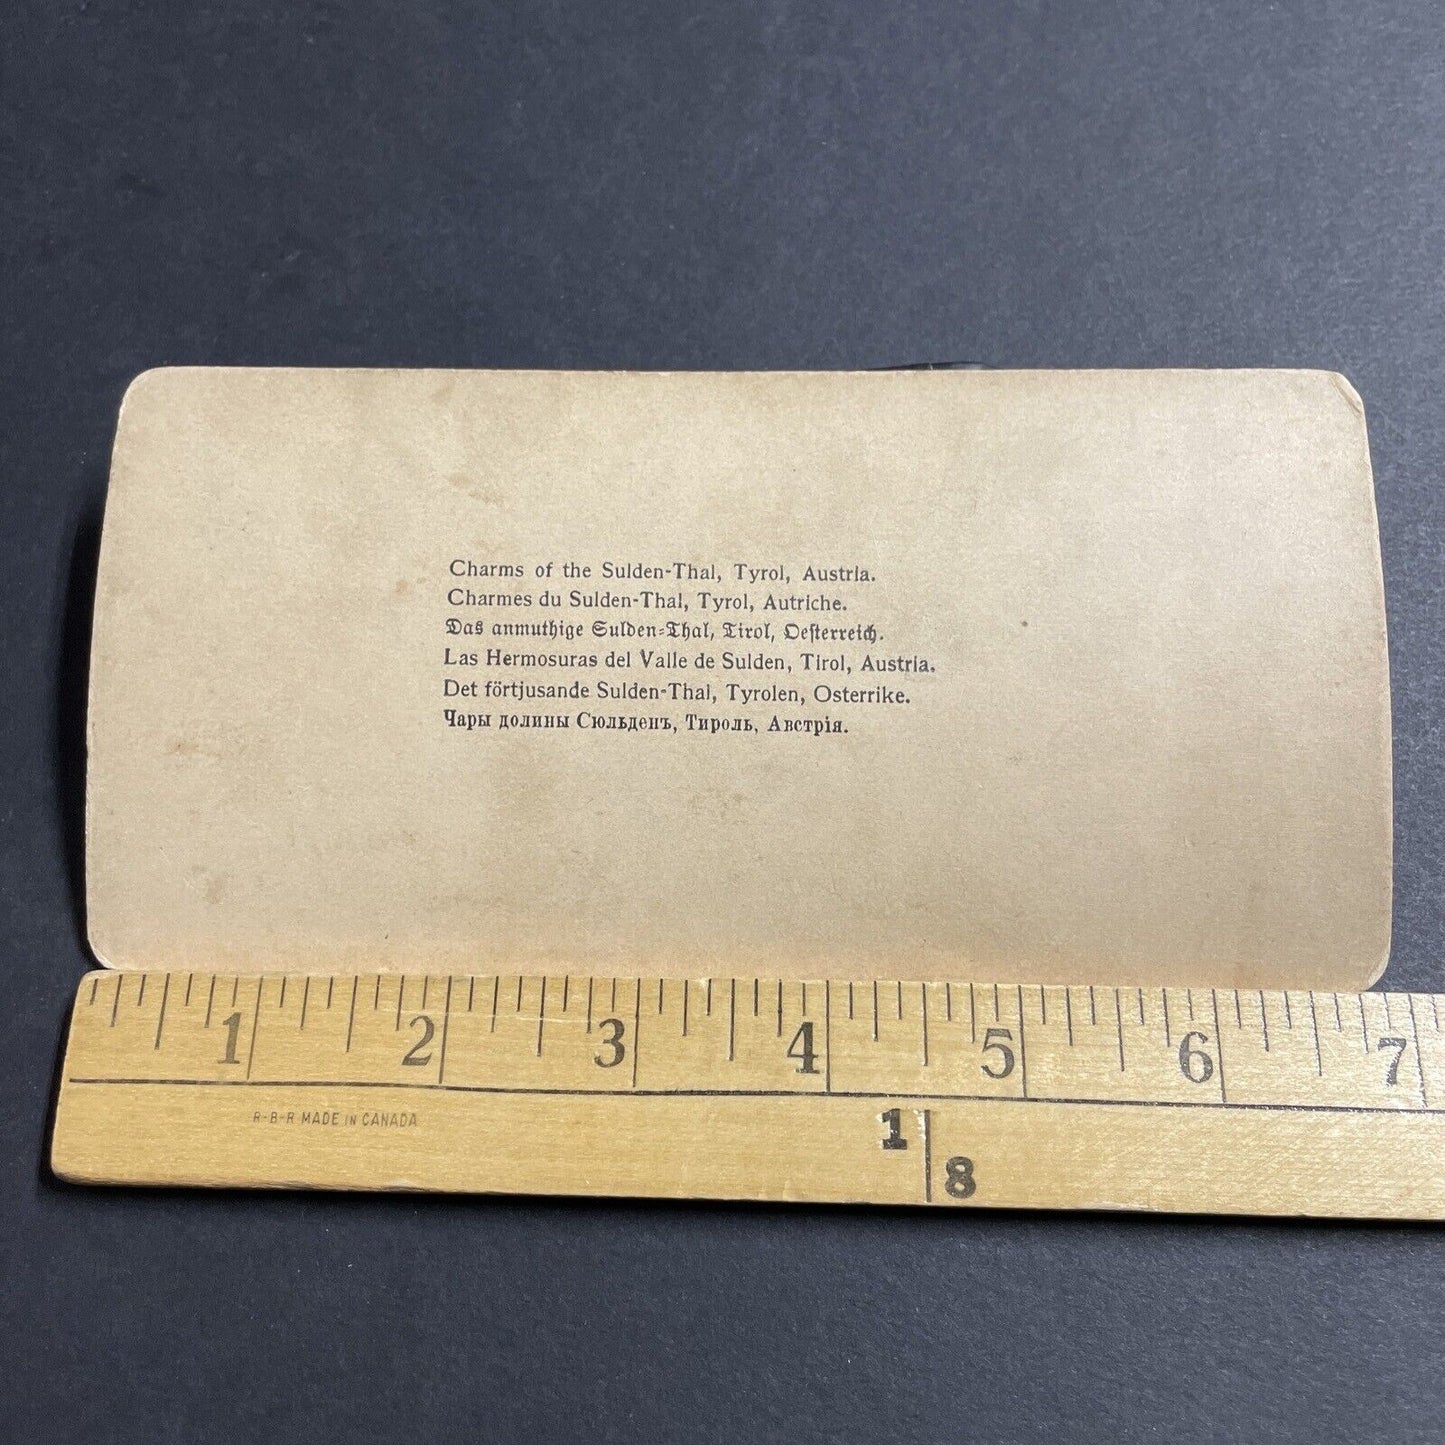 Charms of the Sulden-Thal, Tyrol, Austria.
Charmes du Sulden-Thal, Tyrol, Autriche.
Das anmuthige Sulden-Thal, Tirol, Oesterreich.
Las Hermosuras del Valle de Sulden, Tirol, Austria.
Det förtjusande Sulden-Thal, Tyrolen, Osterrike.
Чары долины Сюльденъ, Тироль, Австрія.
1 2 3 4 5 6 7
R-B-R MADE IN CANADA
1
8